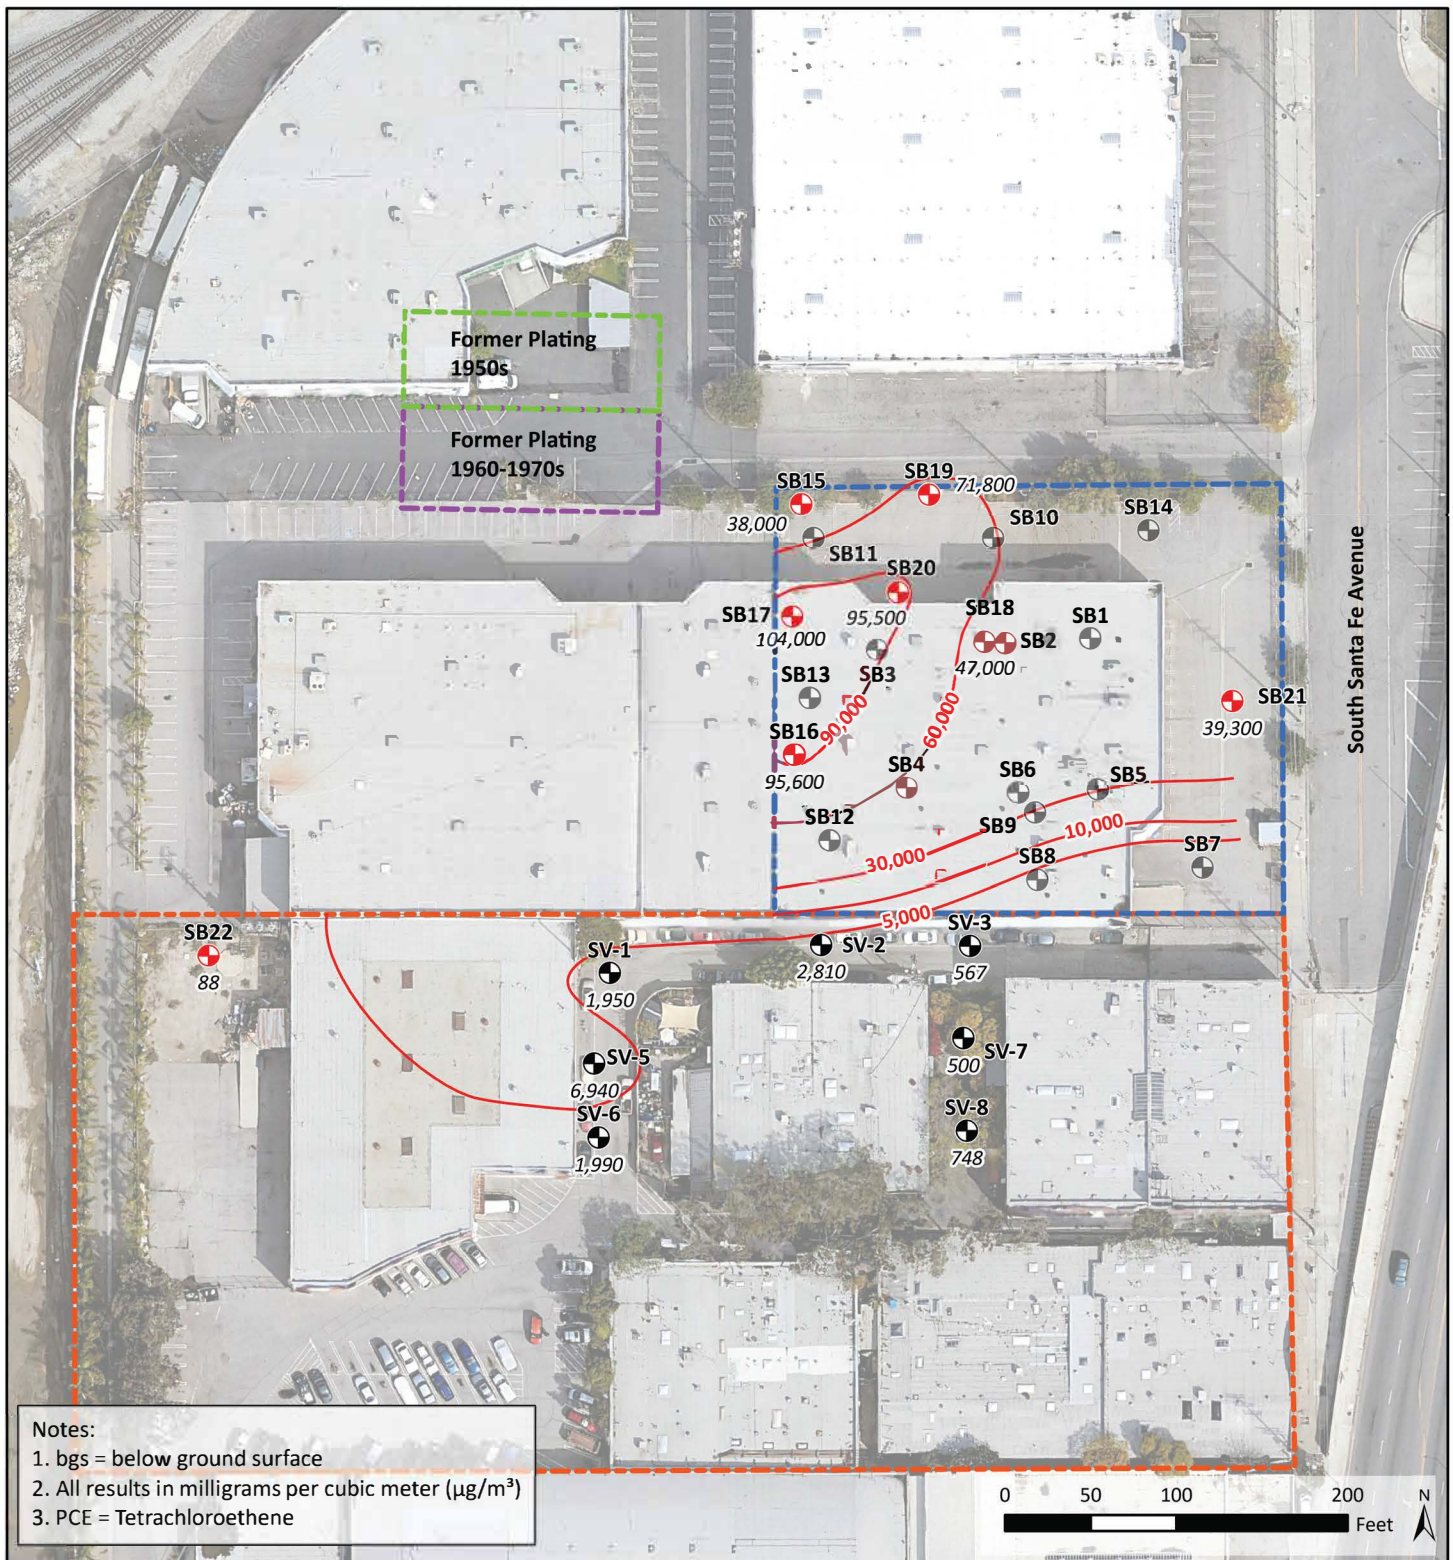 Former Plating
1950s
Former Plating
1960-1970s
SB15
38,000
SB19
71,800
SB10
SB14
SB11
SB20
95,500
SB17
104,000
SB18
47,000
SB2
SB1
SB3
SB13
SB21
39,300
90,000
60,000
SB16
95,600
SB4
SB6
SB5
SB12
SB9
10,000
30,000
SB8
SB7
5,000
South Santa Fe Avenue
SB22
88
SV-1
1,950
SV-2
2,810
SV-3
567
SV-5
6,940
SV-7
500
SV-6
1,990
SV-8
748
Notes:
1. bgs = below ground surface
2. All results in milligrams per cubic meter (µg/m³)
3. PCE = Tetrachloroethene
0 50 100 200
Feet
N